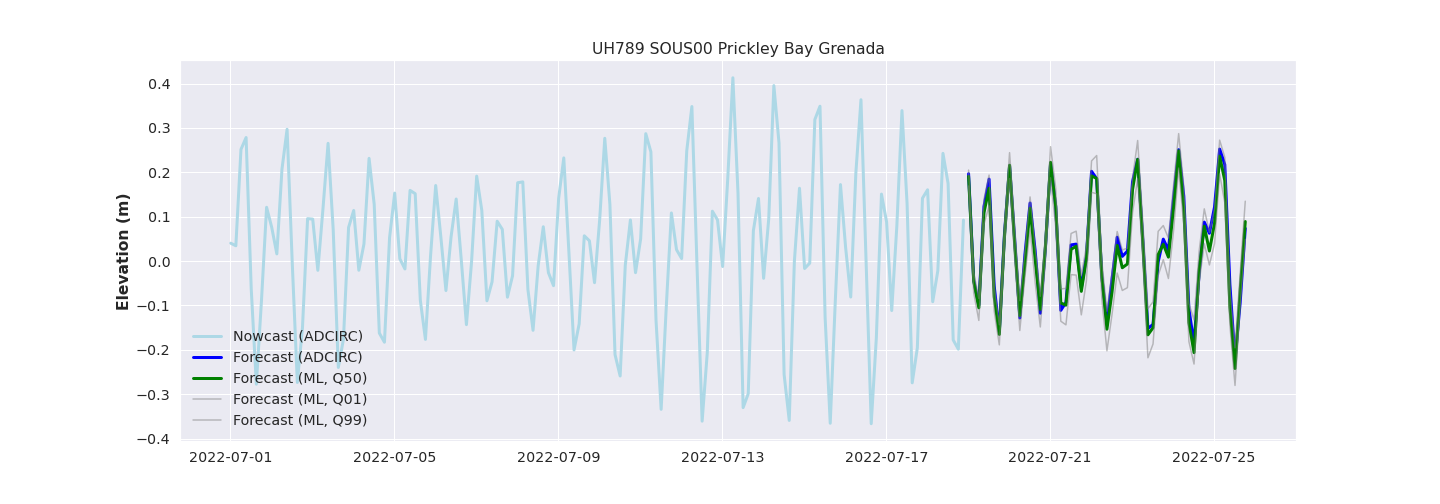 UH789 SOUS00 Prickley Bay Grenada
Elevation (m)
0.4
0.3
0.2
0.1
0.0
−0.1
−0.2
−0.3
−0.4
Nowcast (ADCIRC)
Forecast (ADCIRC)
Forecast (ML, Q50)
Forecast (ML, Q01)
Forecast (ML, Q99)
2022-07-01
2022-07-05
2022-07-09
2022-07-13
2022-07-17
2022-07-21
2022-07-25